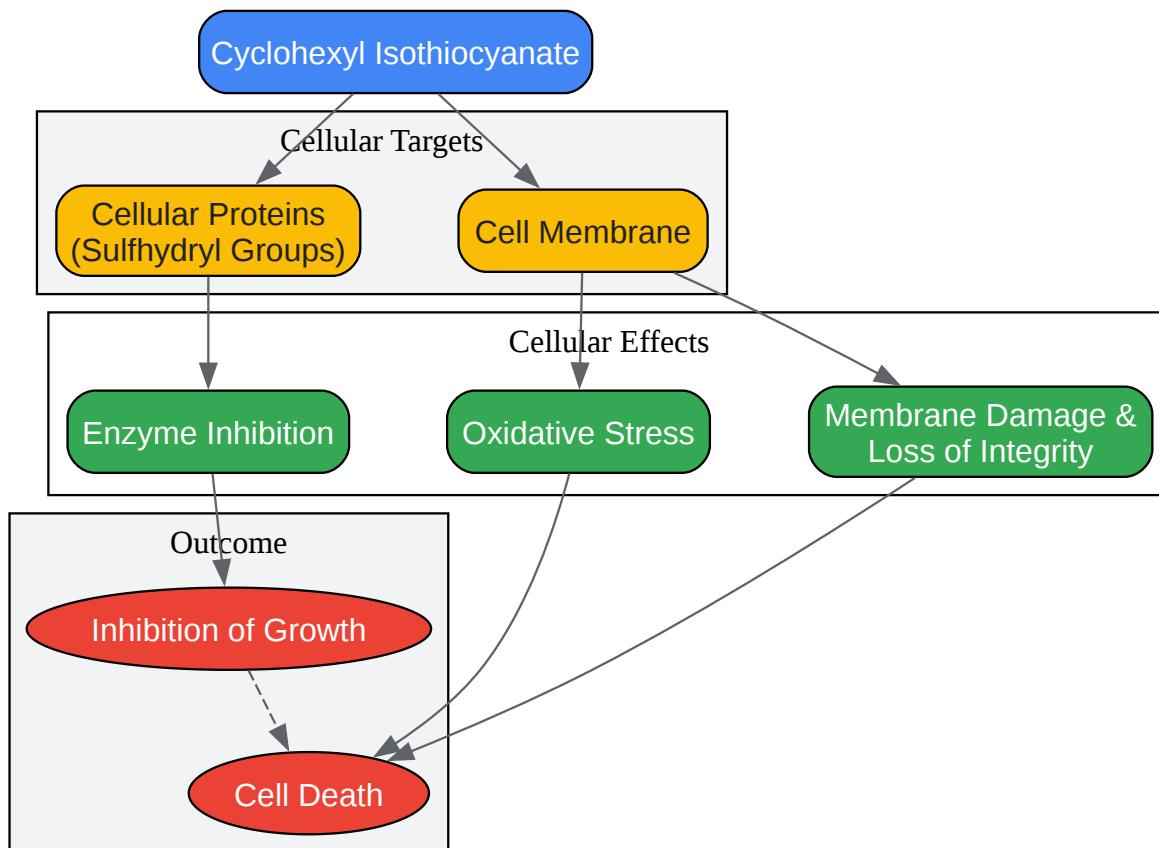 Cyclohexyl Isothiocyanate
Cellular Targets
Cellular Proteins
(Sulfhydryl Groups)
Cell Membrane
Cellular Effects
Enzyme Inhibition
Oxidative Stress
Membrane Damage &
Loss of Integrity
Outcome
Inhibition of Growth
Cell Death